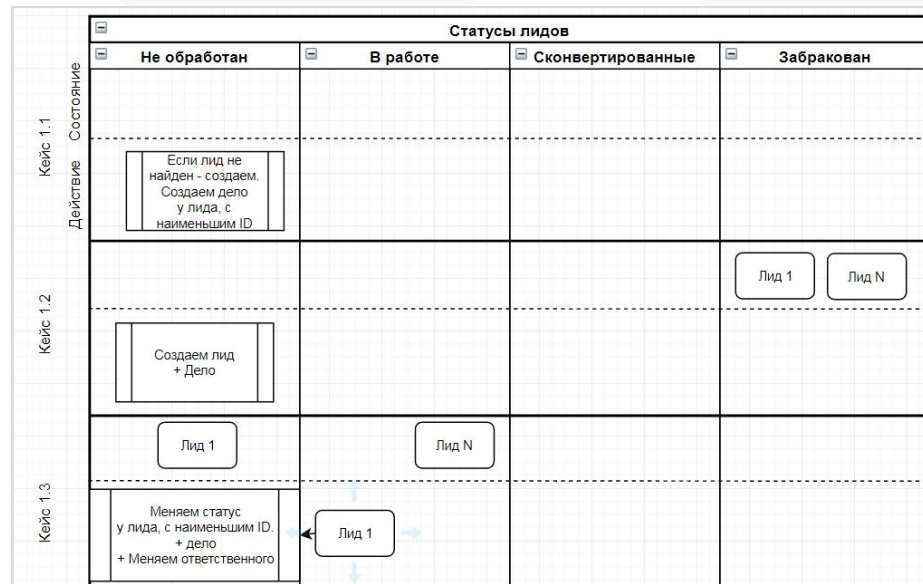 Статусы лидов
Не обработан
В работе
Сконвертированные
Забракован
Кейс 1.1
Состояние
Действие
Если лид не
найден - создаем.
Создаем дело
у лида, с
наименьшим ID
Кейс 1.2
Лид 1
Лид N
Создаем лид
+ Дело
Кейс 1.3
Лид 1
Лид N
Меняем статус
у лида, с наименьшим ID.
+ дело
+ Меняем ответственного
Лид 1